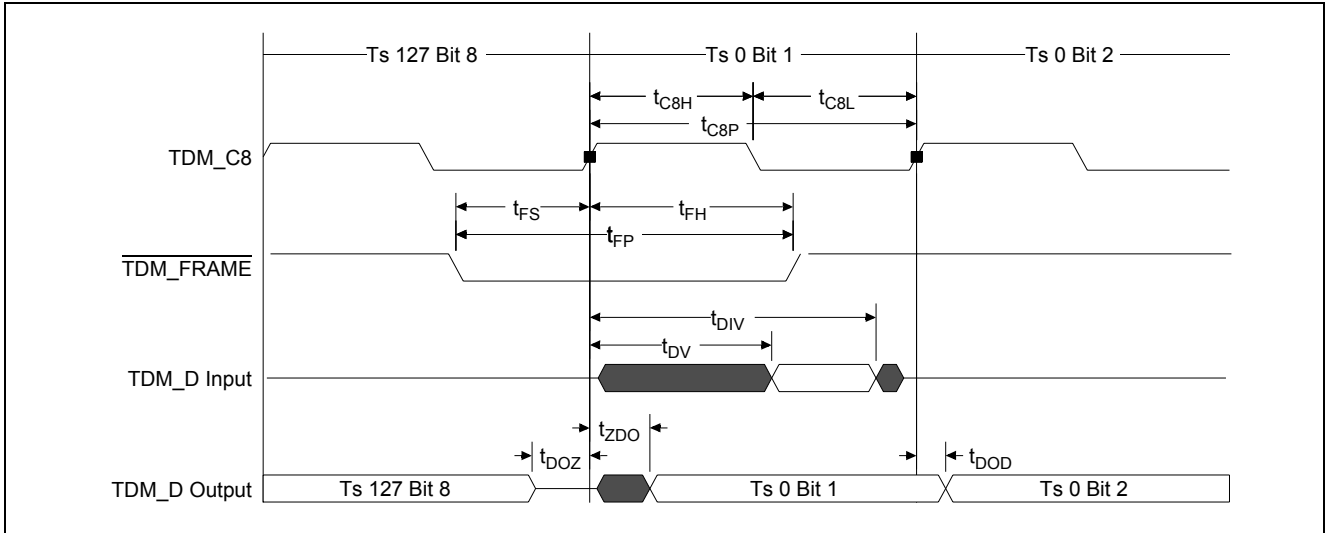 Ts 127 Bit 8 Ts 0 Bit 1 Ts 0 Bit 2
tC8H tC8L
tC8P
TDM_C8
tFS tFH
tFP
TDM_FRAME
tDIV
tDV
TDM_D Input
tZDO
tDOZ tDOD
TDM_D Output Ts 127 Bit 8 Ts 0 Bit 1 Ts 0 Bit 2